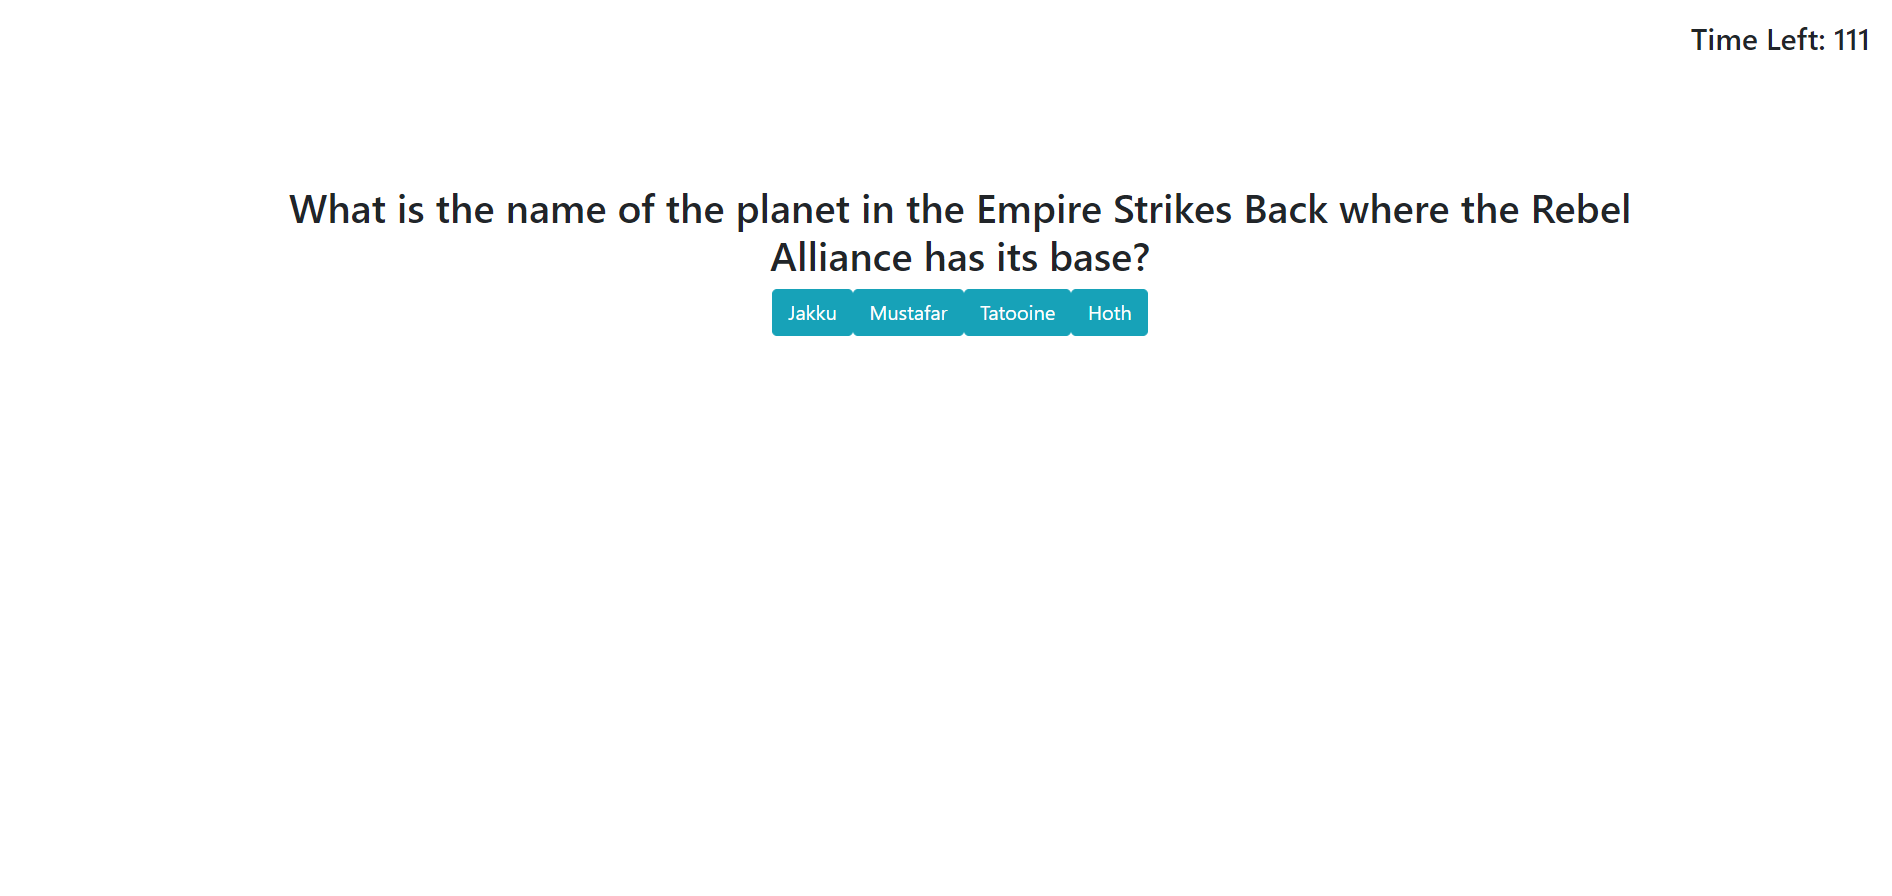 Time Left: 111
What is the name of the planet in the Empire Strikes Back where the Rebel
Alliance has its base?
Jakku Mustafar Tatooine Hoth